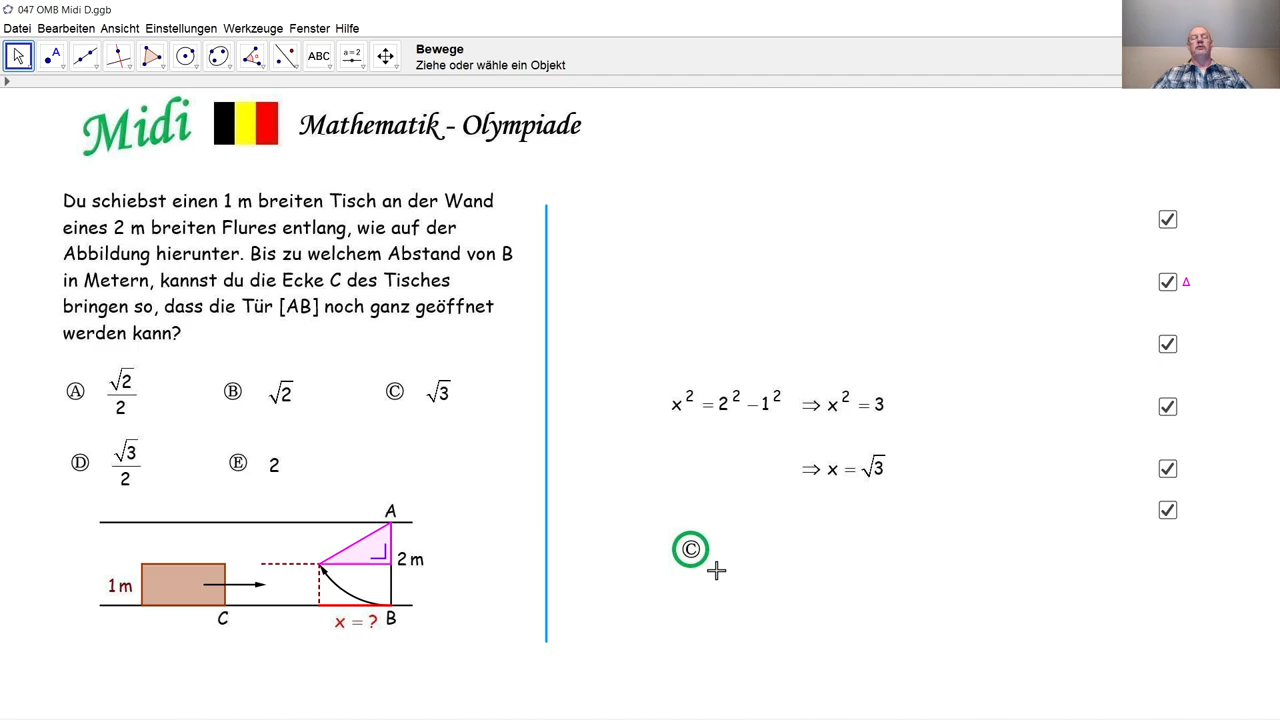 047 OMB Midi D.ggb
Datei Bearbeiten Ansicht Einstellungen Werkzeuge Fenster Hilfe
A
ABC
a=2
Bewege
Ziehe oder wähle ein Objekt
Midi
Mathematik - Olympiade
Du schiebst einen 1 m breiten Tisch an der Wand
eines 2 m breiten Flures entlang, wie auf der
Abbildung hierunter. Bis zu welchem Abstand von B
in Metern, kannst du die Ecke C des Tisches
bringen so, dass die Tür [AB] noch ganz geöffnet
werden kann?
Ⓐ √2/2 Ⓑ √2 Ⓒ √3
Ⓓ √3/2 Ⓔ 2
A
2 m
1 m
C
x = ? B
x² = 2² − 1² ⇒ x² = 3
⇒ x = √3
Ⓒ
Δ